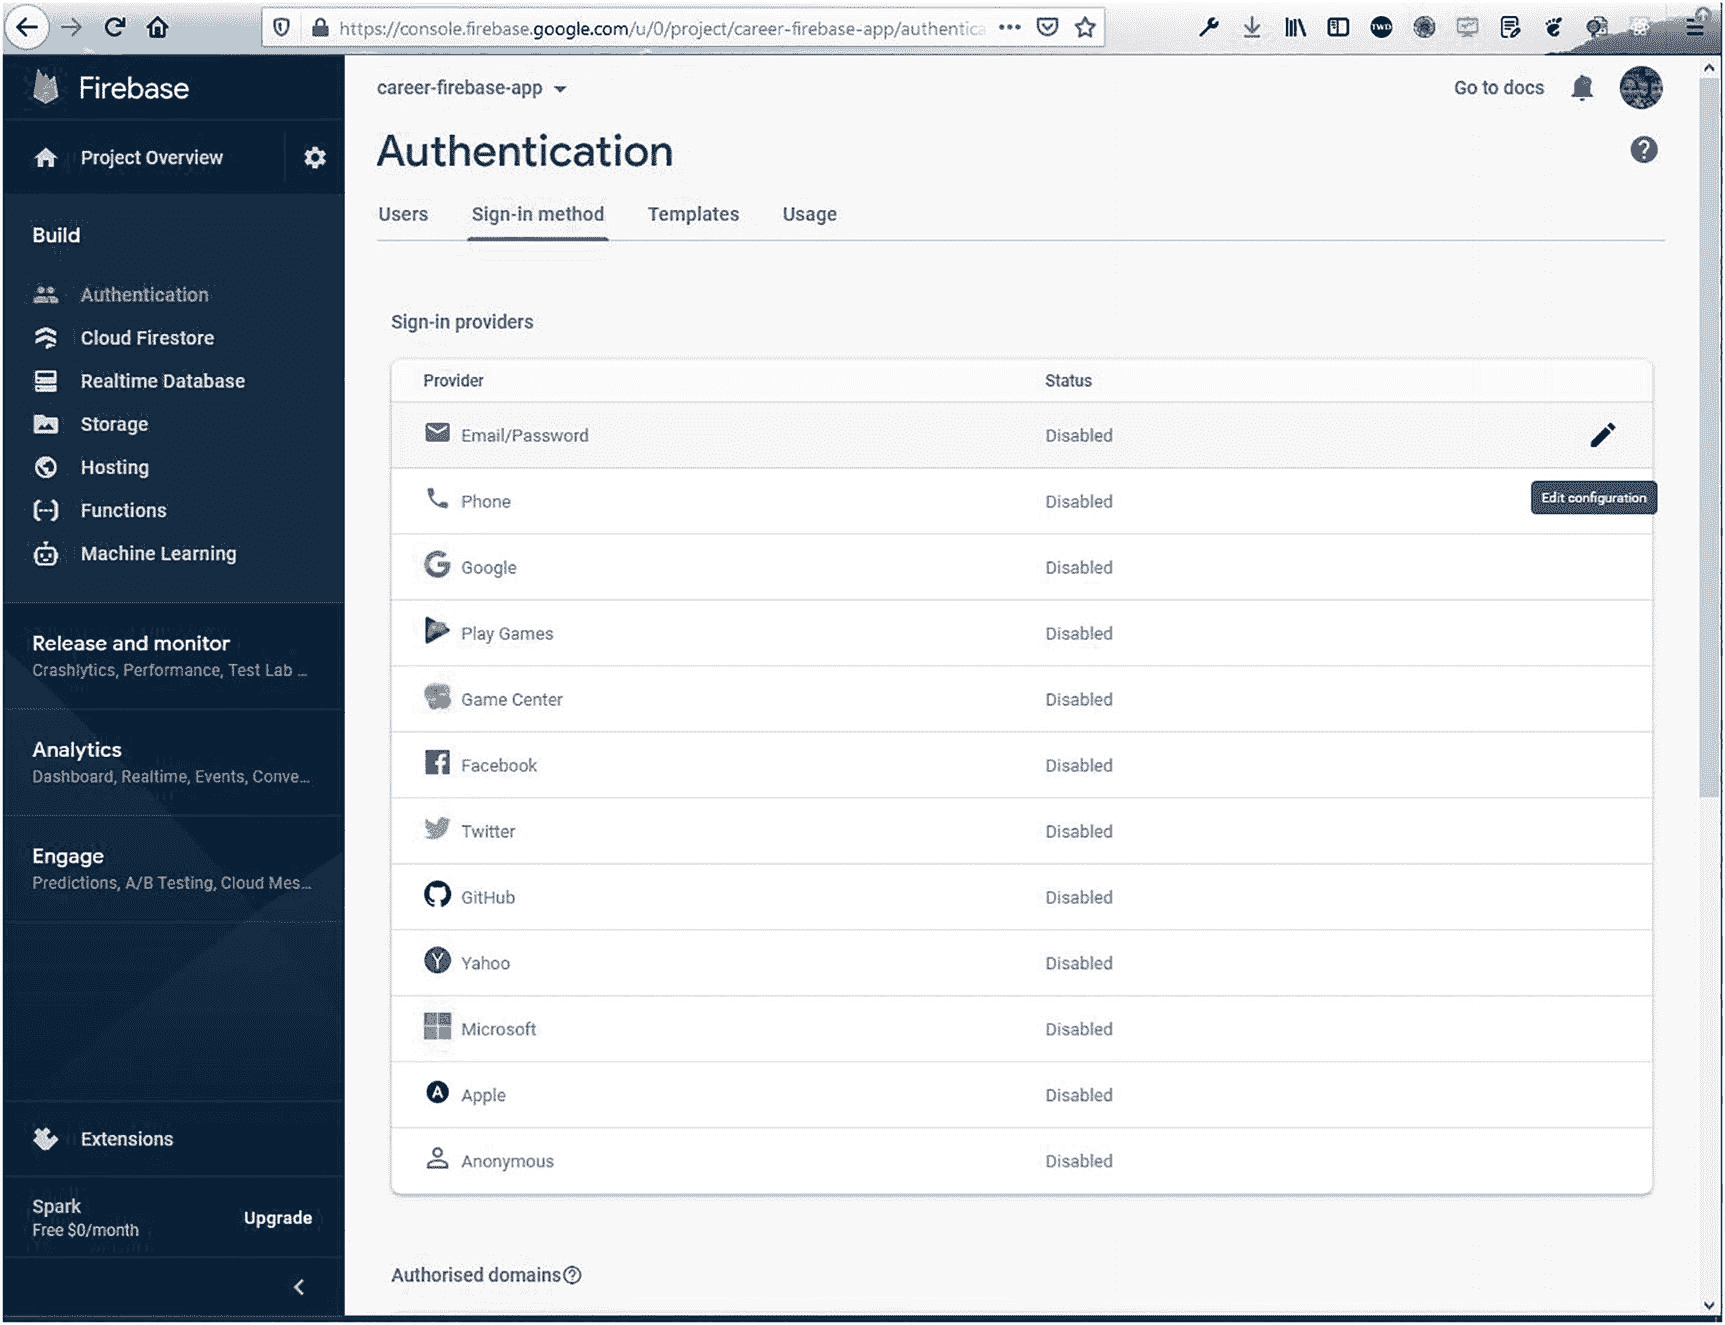 https://console.firebase.google.com/u/0/project/career-firebase-app/authentica
TWD
Firebase
Project Overview
Build
Authentication
Cloud Firestore
Realtime Database
Storage
Hosting
Functions
Machine Learning
Release and monitor
Crashlytics, Performance, Test Lab ...
Analytics
Dashboard, Realtime, Events, Conve...
Engage
Predictions, A/B Testing, Cloud Mes...
Extensions
Spark
Free $0/month
Upgrade
career-firebase-app
Go to docs
Authentication
Users Sign-in method Templates Usage
Sign-in providers
Provider Status
Email/Password Disabled
Edit configuration
Phone Disabled
Google Disabled
Play Games Disabled
Game Center Disabled
Facebook Disabled
Twitter Disabled
GitHub Disabled
Yahoo Disabled
Microsoft Disabled
Apple Disabled
Anonymous Disabled
Authorised domains